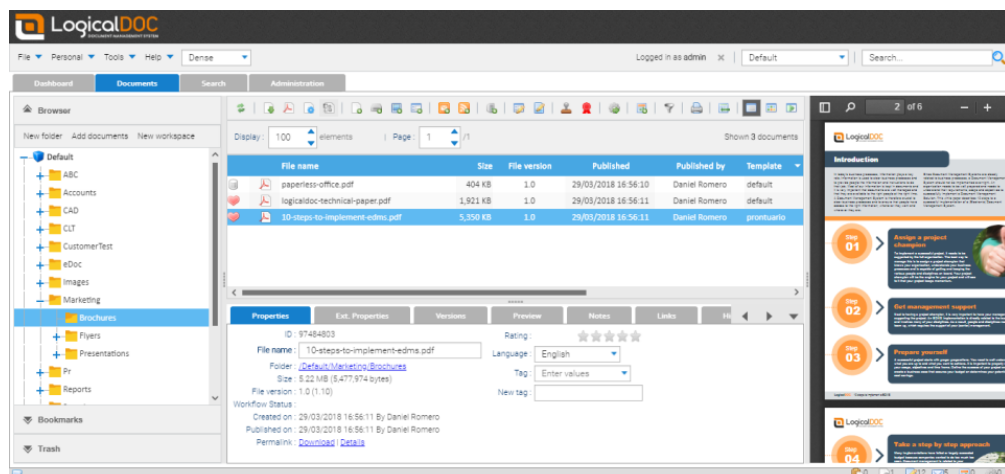 LogicalDOC
DOCUMENT MANAGEMENT SYSTEM
File Personal Tools Help Dense Logged in as admin Default Search...
Dashboard Documents Search Administration
Browser
New folder Add documents New workspace
Default
ABC
Accounts
CAD
CLT
CustomerTest
eDoc
Images
Marketing
Brochures
Flyers
Presentations
Pr
Reports
Bookmarks
Trash
Display: 100 elements Page: 1 /1 Shown 3 documents
File name Size File version Published Published by Template
paperless-office.pdf 404 KB 1.0 29/03/2018 16:56:10 Daniel Romero default
logicaldoc-technical-paper.pdf 1,921 KB 1.0 29/03/2018 16:56:11 Daniel Romero default
10-steps-to-implement-edms.pdf 5,350 KB 1.0 29/03/2018 16:56:11 Daniel Romero prontuario
Properties Ext. Properties Versions Preview Notes Links
ID: 97484803
File name: 10-steps-to-implement-edms.pdf
Folder: /Default/Marketing/Brochures
Size: 5.22 MB (5,477,974 bytes)
File version: 1.0 (1.10)
Workflow Status:
Created on: 29/03/2018 16:56:11 By Daniel Romero
Published on: 29/03/2018 16:56:11 By Daniel Romero
Permalink: Download | Details
Rating:
Language: English
Tag: Enter values
New tag:
2 of 6
LogicalDOC
Introduction
Step 01
Assign a project
champion
Step 02
Get management support
Step 03
Prepare yourself
LogicalDOC
Step 04
Take a step by step approach